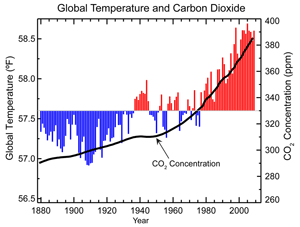 Global Temperature and Carbon Dioxide
Global Temperature (ºF)
58.5
58.0
57.5
57.0
56.5
400
380
360
340
320
300
280
260
CO2 Concentration (ppm)
CO2 Concentration
1880 1900 1920 1940 1960 1980 2000
Year